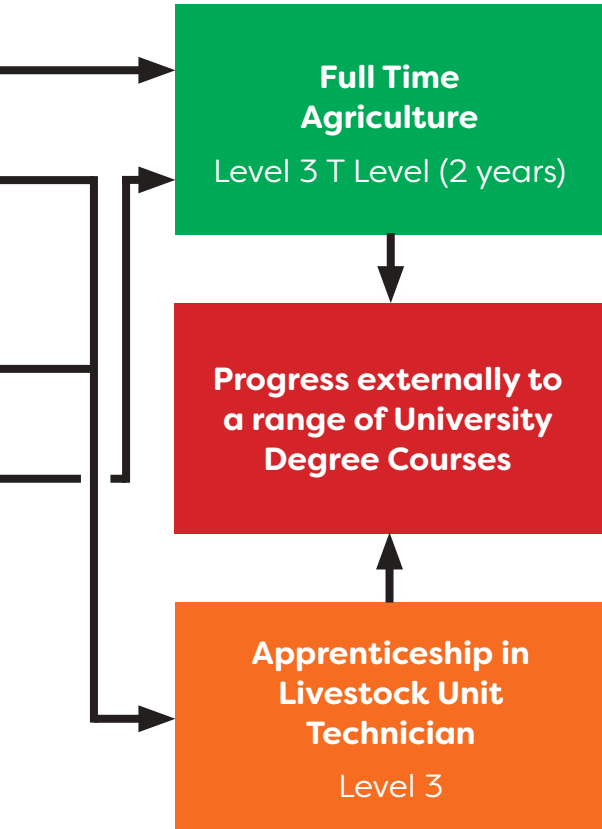 Full Time
Agriculture
Level 3 T Level (2 years)
Progress externally to
a range of University
Degree Courses
Apprenticeship in
Livestock Unit
Technician
Level 3